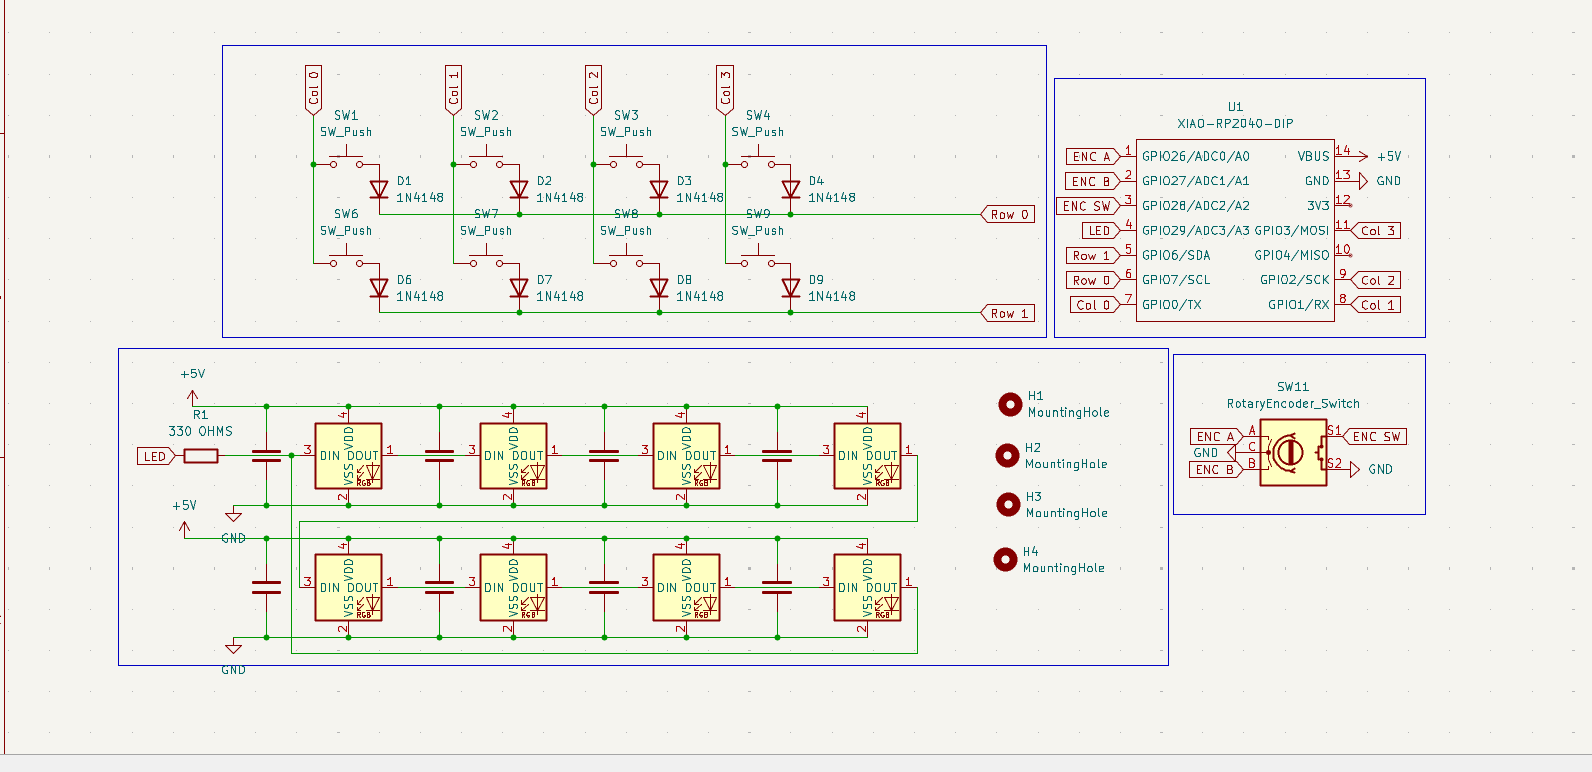 Col 0
Col 1
Col 2
Col 3
SW1
SW_Push
SW2
SW_Push
SW3
SW_Push
SW4
SW_Push
D1
1N4148
D2
1N4148
D3
1N4148
D4
1N4148
Row 0
SW6
SW_Push
SW7
SW_Push
SW8
SW_Push
SW9
SW_Push
D6
1N4148
D7
1N4148
D8
1N4148
D9
1N4148
Row 1
U1
XIAO-RP2040-DIP
ENC A 1 GPIO26/ADC0/A0 VBUS 14 +5V
ENC B 2 GPIO27/ADC1/A1 GND 13 GND
ENC SW 3 GPIO28/ADC2/A2 3V3 12
LED 4 GPIO29/ADC3/A3 GPIO3/MOSI 11 Col 3
Row 1 5 GPIO6/SDA GPIO4/MISO 10
Row 0 6 GPIO7/SCL GPIO2/SCK 9 Col 2
Col 0 7 GPIO0/TX GPIO1/RX 8 Col 1
+5V
R1
330 OHMS
LED
3 DIN DOUT 1 4 VDD VSS 2 RGB
3 DIN DOUT 1 4 VDD VSS 2 RGB
3 DIN DOUT 1 4 VDD VSS 2 RGB
3 DIN DOUT 1 4 VDD VSS 2 RGB
GND
+5V
3 DIN DOUT 1 4 VDD VSS 2 RGB
3 DIN DOUT 1 4 VDD VSS 2 RGB
3 DIN DOUT 1 4 VDD VSS 2 RGB
3 DIN DOUT 1 4 VDD VSS 2 RGB
GND
H1
MountingHole
H2
MountingHole
H3
MountingHole
H4
MountingHole
SW11
RotaryEncoder_Switch
ENC A A S1 ENC SW
GND C
ENC B B S2 GND